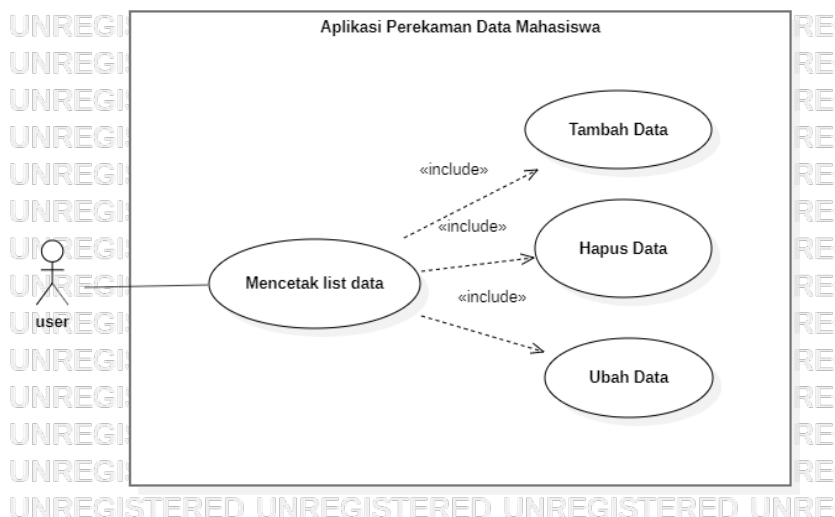 Aplikasi Perekaman Data Mahasiswa
Tambah Data
«include»
«include»
Hapus Data
Mencetak list data
«include»
user
Ubah Data
UNREGISTERED UNREGISTERED UNREGISTERED UNRE